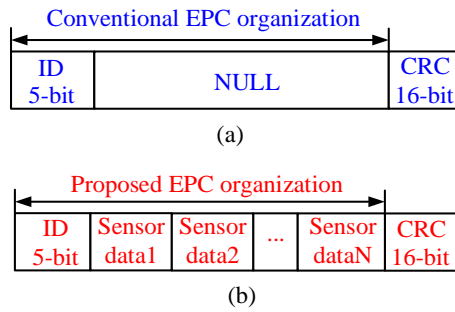 Conventional EPC organization
ID
5-bit
NULL
CRC
16-bit
(a)
Proposed EPC organization
ID
5-bit
Sensor
data1
Sensor
data2
...
Sensor
dataN
CRC
16-bit
(b)